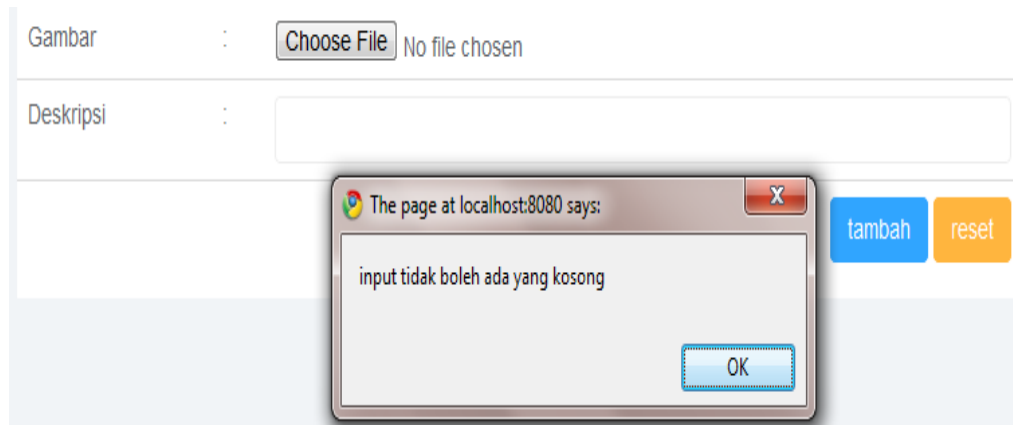 Gambar : Choose File No file chosen
Deskripsi :
The page at localhost:8080 says: X
tambah reset
input tidak boleh ada yang kosong
OK